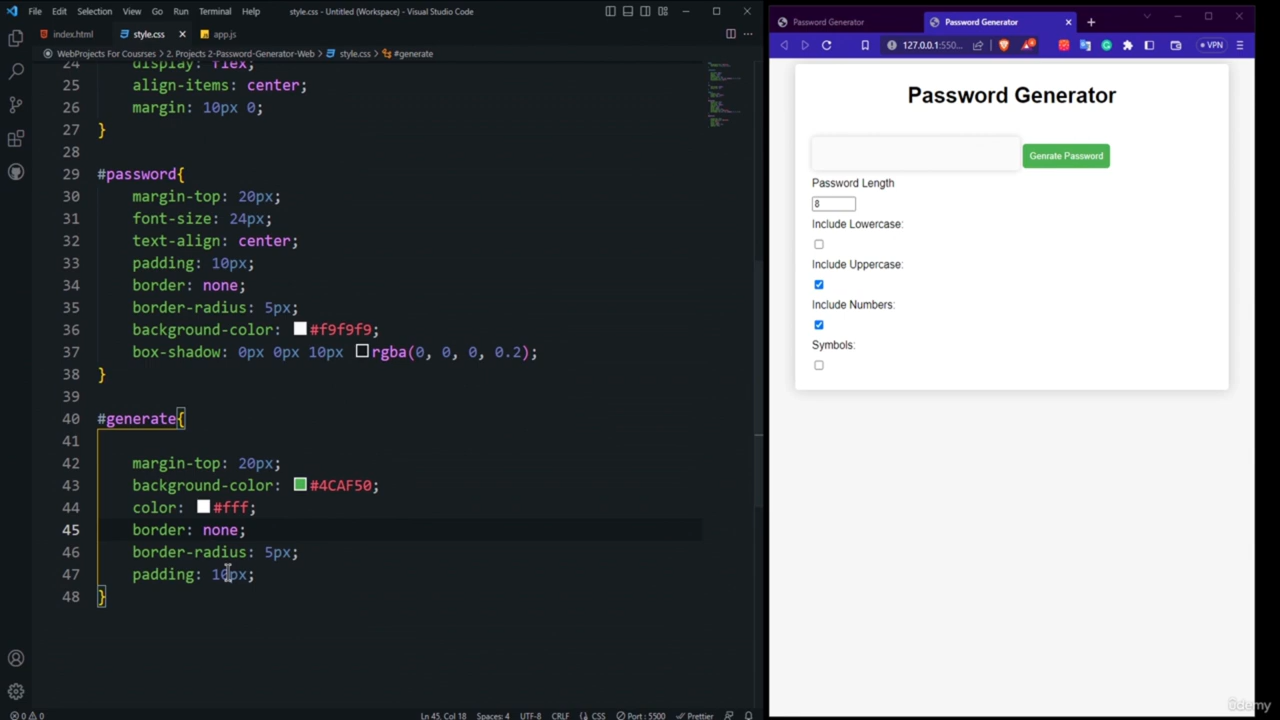 File Edit Selection View Go Run Terminal Help style.css - Untitled (Workspace) - Visual Studio Code
index.html style.css app.js
WebProjects For Coursces > 2. Projects 2-Password-Generator-Web > style.css > #generate
24 display: flex;
25 align-items: center;
26 margin: 10px 0;
27 }
28
29 #password{
30 margin-top: 20px;
31 font-size: 24px;
32 text-align: center;
33 padding: 10px;
34 border: none;
35 border-radius: 5px;
36 background-color: #f9f9f9;
37 box-shadow: 0px 0px 10px rgba(0, 0, 0, 0.2);
38 }
39
40 #generate{
41
42 margin-top: 20px;
43 background-color: #4CAF50;
44 color: #fff;
45 border: none;
46 border-radius: 5px;
47 padding: 10px;
48 }
0 0 Ln 45, Col 18 Spaces: 4 UTF-8 CRLF CSS Port : 5500 Prettier
Password Generator Password Generator
127.0.0.1:550... VPN
Password Generator
Genrate Password
Password Length
8
Include Lowercase:
Include Uppercase:
Include Numbers:
Symbols:
ûdemy